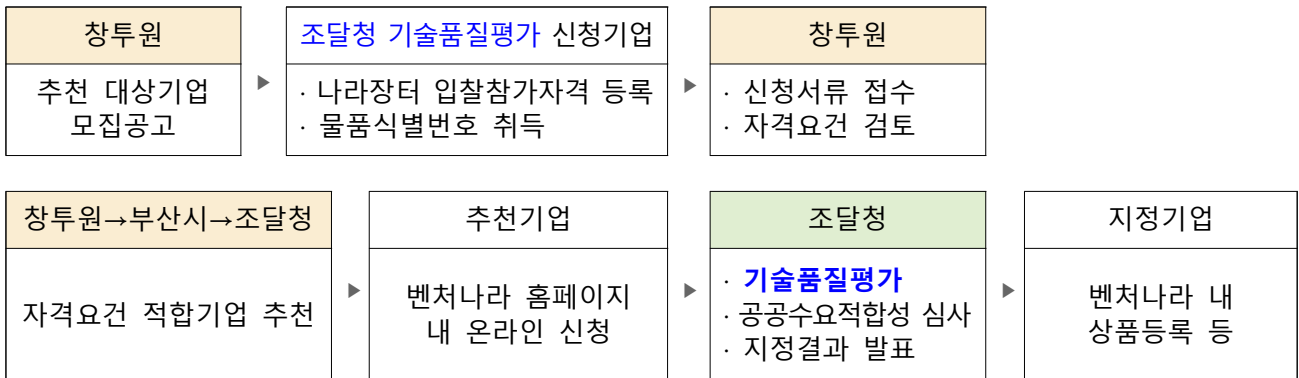 창투원
추천 대상기업
모집공고
▶
조달청 기술품질평가 신청기업
· 나라장터 입찰참가자격 등록
· 물품식별번호 취득
▶
창투원
· 신청서류 접수
· 자격요건 검토
창투원→부산시→조달청
자격요건 적합기업 추천
▶
추천기업
벤처나라 홈페이지
내 온라인 신청
▶
조달청
· 기술품질평가
· 공공수요적합성 심사
· 지정결과 발표
▶
지정기업
벤처나라 내
상품등록 등